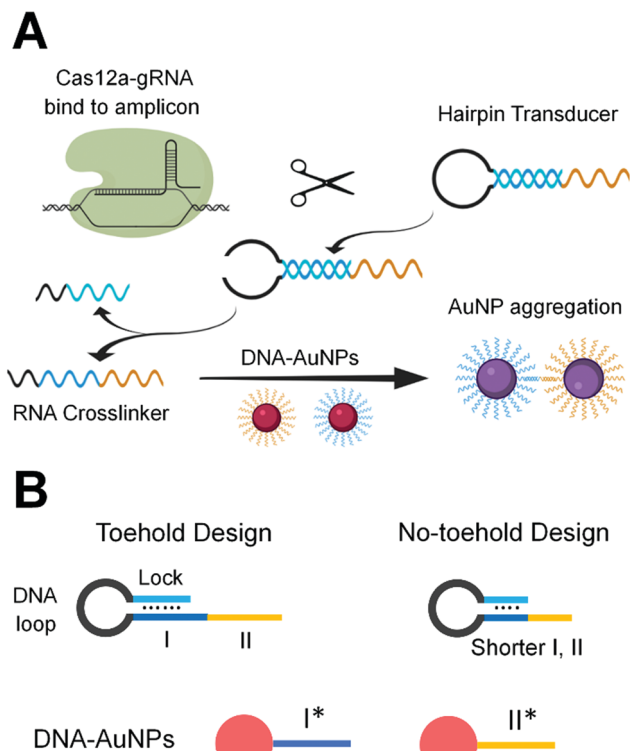 A
Cas12a-gRNA
bind to amplicon
Hairpin Transducer
AuNP aggregation
DNA-AuNPs
RNA Crosslinker
B
Toehold Design
No-toehold Design
DNA
loop
Lock
I
II
Shorter I, II
DNA-AuNPs
I*
II*